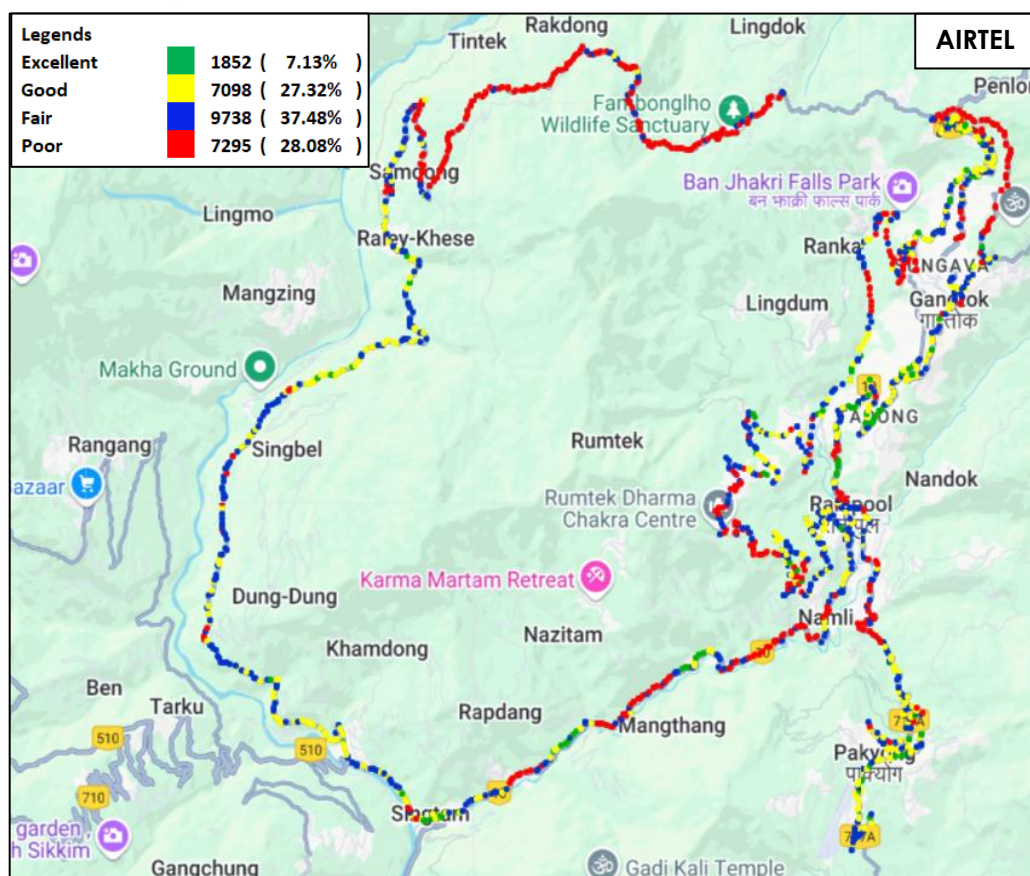 Legends
Excellent 1852 ( 7.13% )
Good 7098 ( 27.32% )
Fair 9738 ( 37.48% )
Poor 7295 ( 28.08% )
AIRTEL
Rakdong
Lingdok
Tintek
Penlon
Fambonglho
Wildlife Sanctuary
Samdong
Ban Jhakri Falls Park
बन झाक्री फाल्स पार्क
Lingmo
Raley-Khese
Ranka
Mangzing
Lingdum
Gangtok
गान्तोक
Makha Ground
Rangang
Singbel
Rumtek
Nandok
Bazaar
Rumtek Dharma
Chakra Centre
Karma Martam Retreat
Dung-Dung
Namli
Nazitam
Khamdong
Ben
Tarku
Rapdang
Mangthang
510
510
Pakyong
पाक्योंग
710
Singtam
garden ,
h Sikkim
Gangchung
Gadi Kali Temple